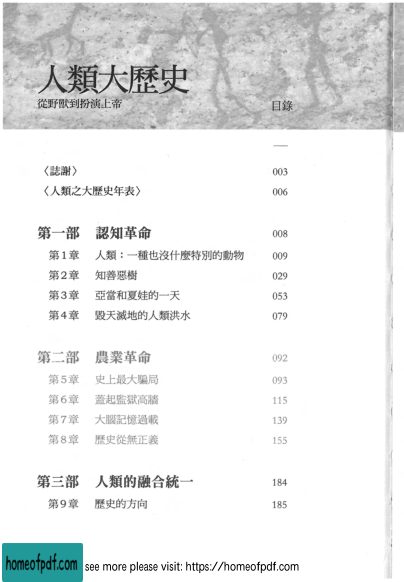 人類大歷史
從野獸到扮演上帝
目錄
〈誌謝〉 003
〈人類之大歷史年表〉 006
第一部 認知革命 008
第1章 人類：一種也沒什麼特別的動物 009
第2章 知善惡樹 029
第3章 亞當和夏娃的一天 053
第4章 毀天滅地的人類洪水 079
第二部 農業革命 092
第5章 史上最大騙局 093
第6章 蓋起監獄高牆 115
第7章 大腦記憶過載 139
第8章 歷史從無正義 155
第三部 人類的融合統一 184
第9章 歷史的方向 185
homeofpdf.com see more please visit: https://homeofpdf.com